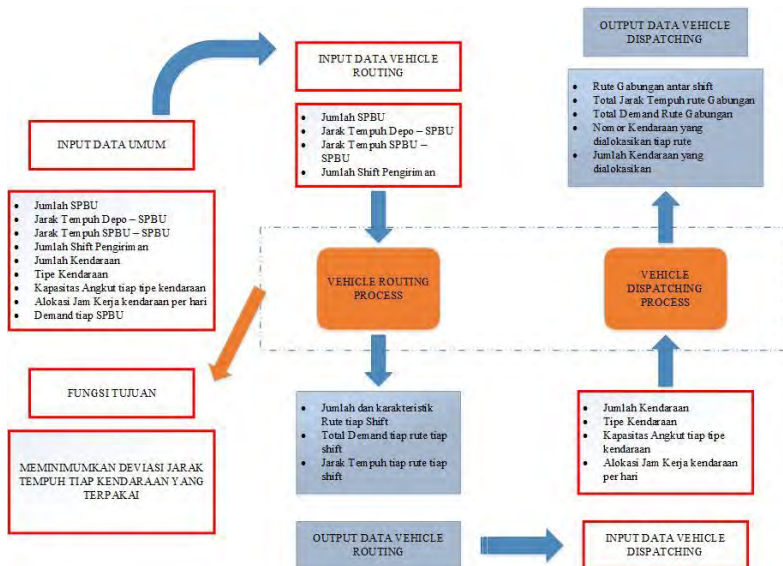 INPUT DATA UMUM
• Jumlah SPBU
• Jarak Tempuh Depo – SPBU
• Jarak Tempuh SPBU – SPBU
• Jumlah Shift Pengiriman
• Jumlah Kendaraan
• Tipe Kendaraan
• Kapasitas Angkut tiap tipe kendaraan
• Alokasi Jam Kerja kendaraan per hari
• Demand tiap SPBU
FUNGSI TUJUAN
MEMINIMUMKAN DEVIASI JARAK
TEMPUH TIAP KENDARAAN YANG
TERPAKAI
INPUT DATA VEHICLE
ROUTING
• Jumlah SPBU
• Jarak Tempuh Depo – SPBU
• Jarak Tempuh SPBU –
SPBU
• Jumlah Shift Pengiriman
VEHICLE ROUTING
PROCESS
• Jumlah dan karakteristik
Rute tiap Shift
• Total Demand tiap rute tiap
shift
• Jarak Tempuh tiap rute tiap
shift
OUTPUT DATA VEHICLE
ROUTING
OUTPUT DATA VEHICLE
DISPATCHING
• Rute Gabungan antar shift
• Total Jarak Tempuh rute Gabungan
• Total Demand Rute Gabungan
• Nomor Kendaraan yang
dialokasikan tiap rute
• Jumlah Kendaraan yang
dialokasikan
VEHICLE
DISPATCHING
PROCESS
• Jumlah Kendaraan
• Tipe Kendaraan
• Kapasitas Angkut tiap tipe
kendaraan
• Alokasi Jam Kerja kendaraan
per hari
INPUT DATA VEHICLE
DISPATCHING